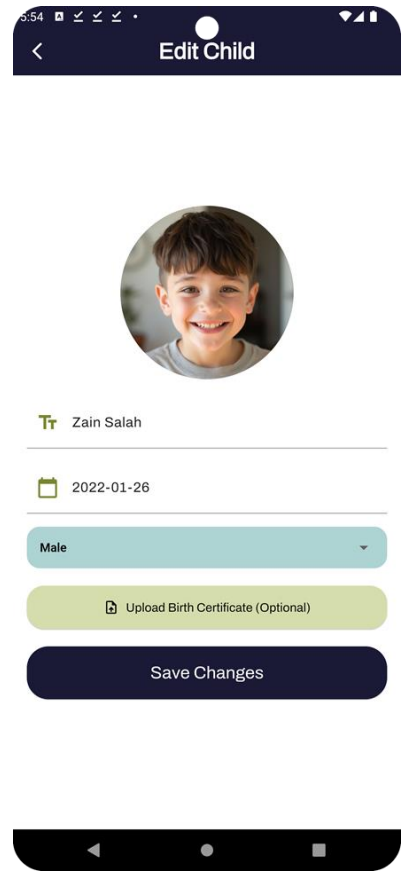 5:54
Edit Child
Zain Salah
2022-01-26
Male
Upload Birth Certificate (Optional)
Save Changes